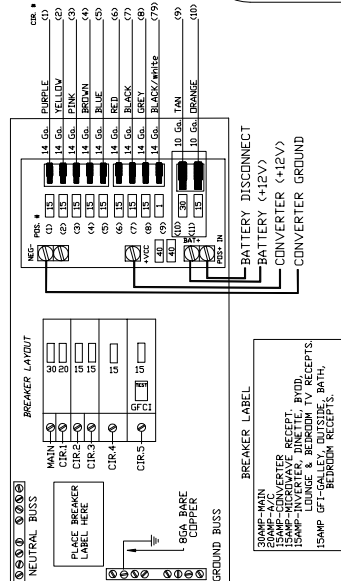 CIR. #
(1)
(2)
(3)
(4)
(5)
(6)
(7)
(8)
(79)
(9)
(10)
14 Ga. PURPLE
14 Ga. YELLOW
14 Ga. PINK
14 Ga. BROWN
14 Ga. BLUE
14 Ga. RED
14 Ga. BLACK
14 Ga. GREY
14 Ga. BLACK/white
10 Ga. TAN
10 Ga. ORANGE
POS. #
(1) 15
(2) 15
(3) 15
(4) 15
(5) 15
(6) 15
(7) 15
(8) 15
(9) 1
(10) 30
(11) 15
NEG-
+VCC
40
40
BAT+
POS+ IN
BATTERY DISCONNECT
BATTERY (+12V)
CONVERTER (+12V)
CONVERTER GROUND
BREAKER LAYOUT
MAIN 30
CIR.1 20
CIR.2 15
CIR.3 15
CIR.4 15
CIR.5 15
TEST
GFCI
NEUTRAL BUSS
PLACE BREAKER
LABEL HERE
8GA BARE
COPPER
GROUND BUSS
BREAKER LABEL
30AMP-MAIN
20AMP-A/C
15AMP-CONVERTER
15AMP-MICROWAVE RECEPT.
15AMP-INVERTER, DINETTE, BYOD,
LOUNGE & BEDROOM TV RECEPTS.
15AMP GFI-GALLEY, OUTSIDE, BATH,
BEDROOM RECEPTS.